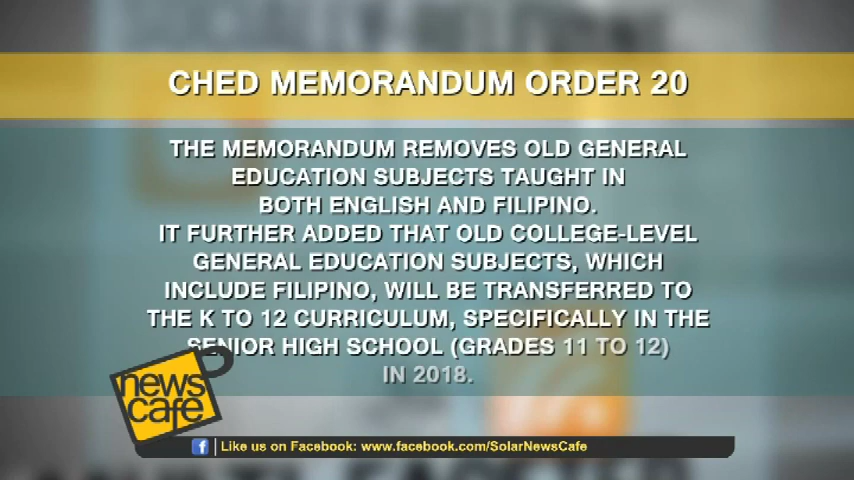 CHED MEMORANDUM ORDER 20
THE MEMORANDUM REMOVES OLD GENERAL
EDUCATION SUBJECTS TAUGHT IN
BOTH ENGLISH AND FILIPINO.
IT FURTHER ADDED THAT OLD COLLEGE-LEVEL
GENERAL EDUCATION SUBJECTS, WHICH
INCLUDE FILIPINO, WILL BE TRANSFERRED TO
THE K TO 12 CURRICULUM, SPECIFICALLY IN THE
SENIOR HIGH SCHOOL (GRADES 11 TO 12)
IN 2018.
news
cafe
f | Like us on Facebook: www.facebook.com/SolarNewsCafe